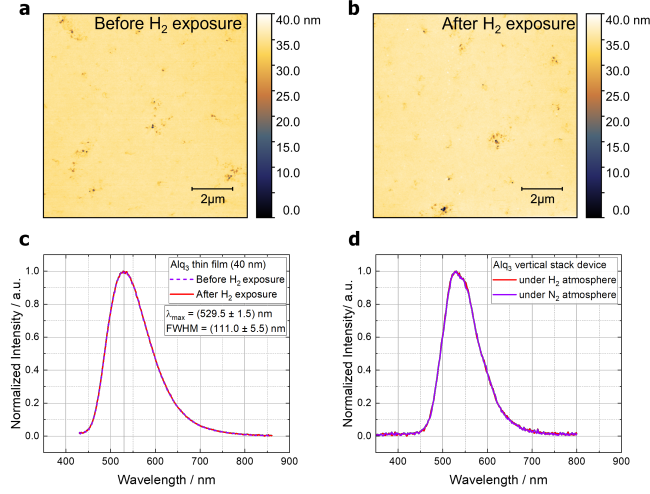 a
Before H₂ exposure
40.0 nm
35.0
30.0
25.0
20.0
15.0
10.0
0.0
2µm
b
After H₂ exposure
40.0 nm
35.0
30.0
25.0
20.0
15.0
10.0
0.0
2µm
c
Alq₃ thin film (40 nm)
Before H₂ exposure
After H₂ exposure
λmax = (529.5 ± 1.5) nm
FWHM = (111.0 ± 5.5) nm
Normalized Intensity/ a.u.
1.0
0.8
0.6
0.4
0.2
0.0
400 500 600 700 800 900
Wavelength / nm
d
Alq₃ vertical stack device
under H₂ atmosphere
under N₂ atmosphere
Normalized Intensity/ a.u.
1.0
0.8
0.6
0.4
0.2
0.0
400 500 600 700 800 900
Wavelength / nm